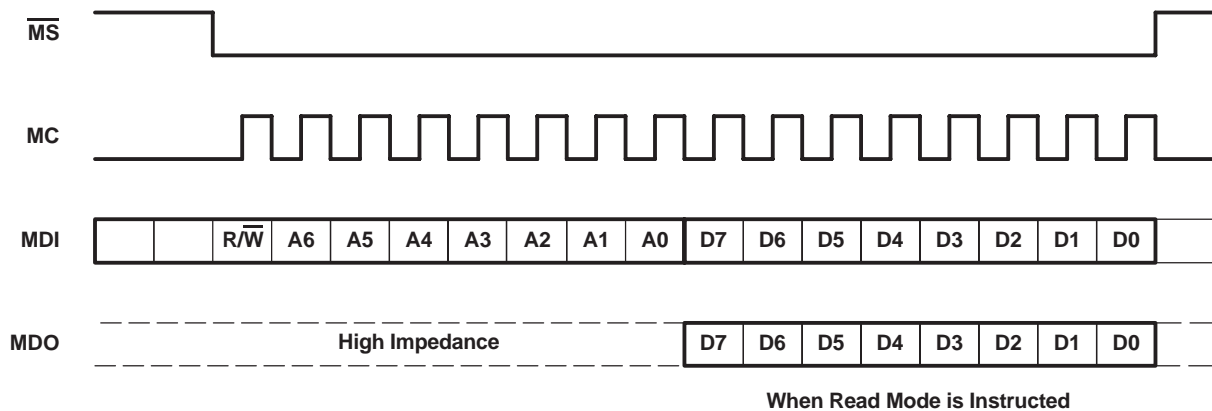 M̅S̅
MC
MDI R/W̅ A6 A5 A4 A3 A2 A1 A0 D7 D6 D5 D4 D3 D2 D1 D0
MDO High Impedance D7 D6 D5 D4 D3 D2 D1 D0
When Read Mode is Instructed